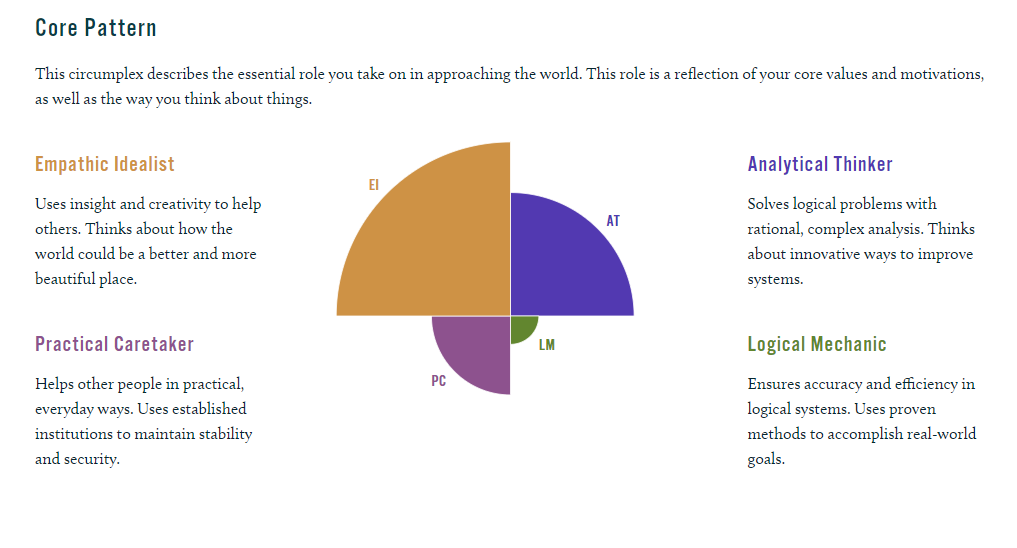 Core Pattern
This circumplex describes the essential role you take on in approaching the world. This role is a reflection of your core values and motivations,
as well as the way you think about things.
Empathic Idealist
Uses insight and creativity to help
others. Thinks about how the
world could be a better and more
beautiful place.
Practical Caretaker
Helps other people in practical,
everyday ways. Uses established
institutions to maintain stability
and security.
EI
AT
PC
LM
Analytical Thinker
Solves logical problems with
rational, complex analysis. Thinks
about innovative ways to improve
systems.
Logical Mechanic
Ensures accuracy and efficiency in
logical systems. Uses proven
methods to accomplish real-world
goals.